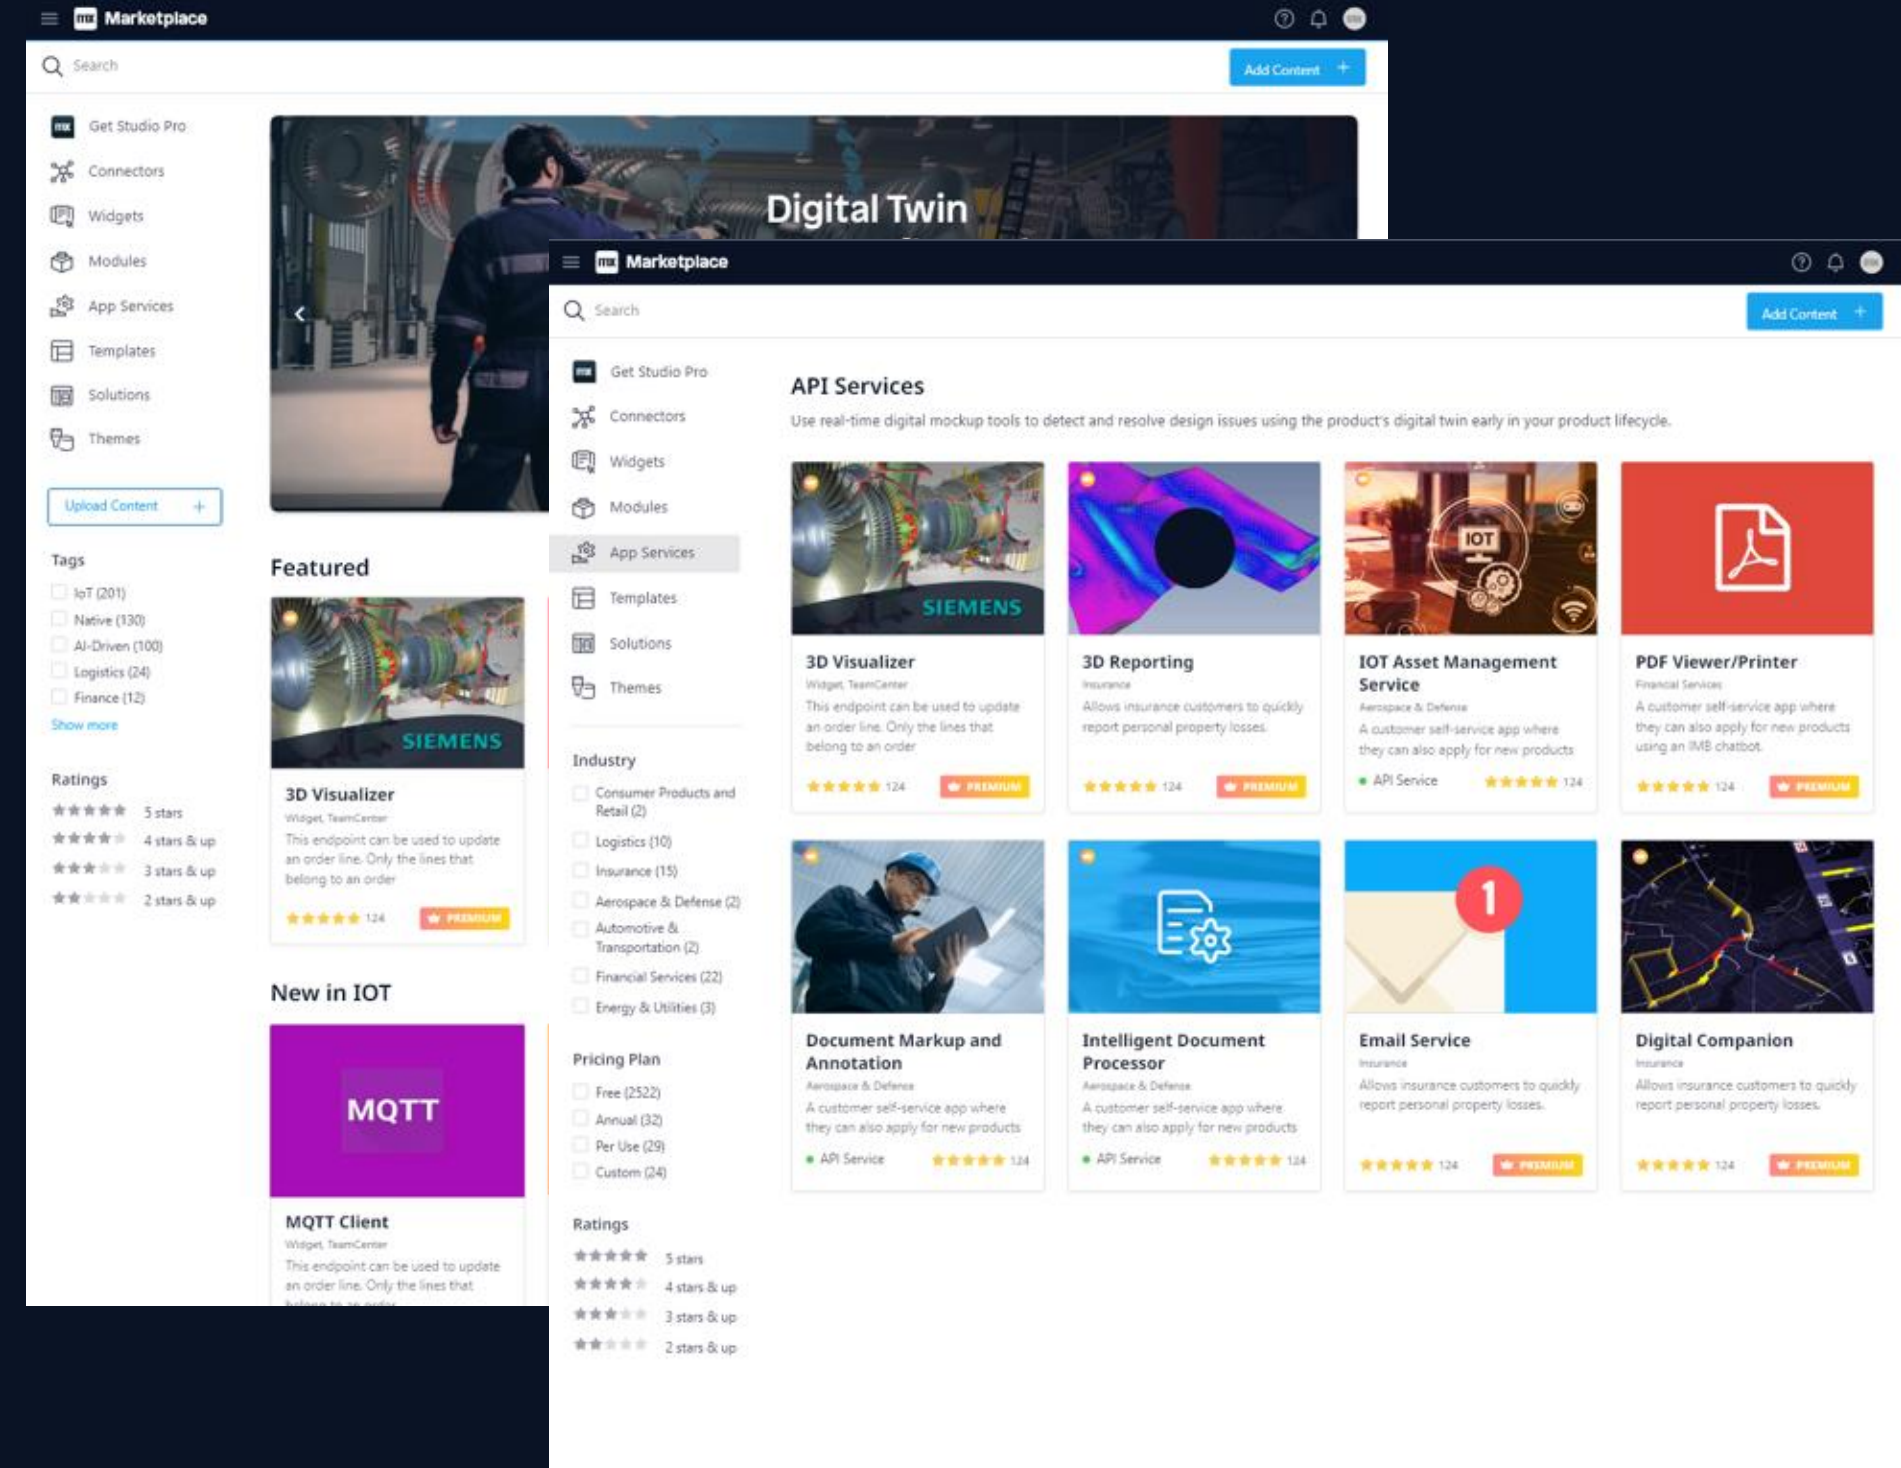 mx Marketplace
Search
Add Content +
mx Get Studio Pro
Connectors
Widgets
Modules
App Services
Templates
Solutions
Themes
Upload Content +
Tags
IoT (201)
Native (130)
AI-Driven (100)
Logistics (24)
Finance (12)
Show more
Ratings
5 stars
4 stars & up
3 stars & up
2 stars & up
Digital Twin
Featured
SIEMENS
3D Visualizer
Widget, TeamCenter
This endpoint can be used to update
an order line. Only the lines that
belong to an order
124 PREMIUM
New in IOT
MQTT
MQTT Client
Widget, TeamCenter
This endpoint can be used to update
an order line. Only the lines that
belong to an order
mx Marketplace
Search
Add Content +
mx Get Studio Pro
Connectors
Widgets
Modules
App Services
Templates
Solutions
Themes
Industry
Consumer Products and
Retail (2)
Logistics (10)
Insurance (15)
Aerospace & Defense (2)
Automotive &
Transportation (2)
Financial Services (22)
Energy & Utilities (3)
Pricing Plan
Free (2522)
Annual (32)
Per Use (29)
Custom (24)
Ratings
5 stars
4 stars & up
3 stars & up
2 stars & up
API Services
Use real-time digital mockup tools to detect and resolve design issues using the product's digital twin early in your product lifecycle.
SIEMENS
3D Visualizer
Widget, TeamCenter
This endpoint can be used to update
an order line. Only the lines that
belong to an order
124 PREMIUM
3D Reporting
Insurance
Allows insurance customers to quickly
report personal property losses.
124 PREMIUM
IOT
IOT Asset Management
Service
Aerospace & Defense
A customer self-service app where
they can also apply for new products
API Service 124
PDF Viewer/Printer
Financial Services
A customer self-service app where
they can also apply for new products
using an IMB chatbot.
124 PREMIUM
Document Markup and
Annotation
Aerospace & Defense
A customer self-service app where
they can also apply for new products
API Service 124
Intelligent Document
Processor
Aerospace & Defense
A customer self-service app where
they can also apply for new products
API Service 124
1
Email Service
Insurance
Allows insurance customers to quickly
report personal property losses.
124 PREMIUM
Digital Companion
Insurance
Allows insurance customers to quickly
report personal property losses.
124 PREMIUM